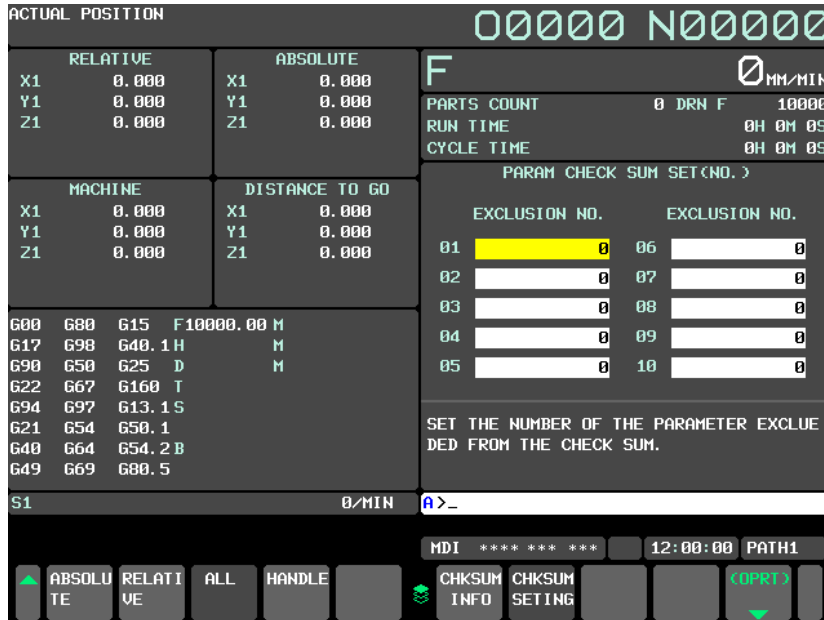 ACTUAL POSITION
O0000 N00000
RELATIVE
X1 0.000
Y1 0.000
Z1 0.000
ABSOLUTE
X1 0.000
Y1 0.000
Z1 0.000
F 0 MM/MIN
PARTS COUNT 0 DRN F 10000
RUN TIME 0H 0M 0S
CYCLE TIME 0H 0M 0S
MACHINE
X1 0.000
Y1 0.000
Z1 0.000
DISTANCE TO GO
X1 0.000
Y1 0.000
Z1 0.000
PARAM CHECK SUM SET(NO.)
EXCLUSION NO. EXCLUSION NO.
01 0 06 0
02 0 07 0
03 0 08 0
04 0 09 0
05 0 10 0
SET THE NUMBER OF THE PARAMETER EXCLUE
DED FROM THE CHECK SUM.
G00 G80 G15 F10000.00 M
G17 G98 G40.1 H M
G90 G50 G25 D M
G22 G67 G160 T
G94 G97 G13.1 S
G21 G54 G50.1
G40 G64 G54.2 B
G49 G69 G80.5
S1 0/MIN
A>_
MDI **** *** *** 12:00:00 PATH1
ABSOLU
TE
RELATI
VE
ALL
HANDLE
CHKSUM
INFO
CHKSUM
SETING
(OPRT)